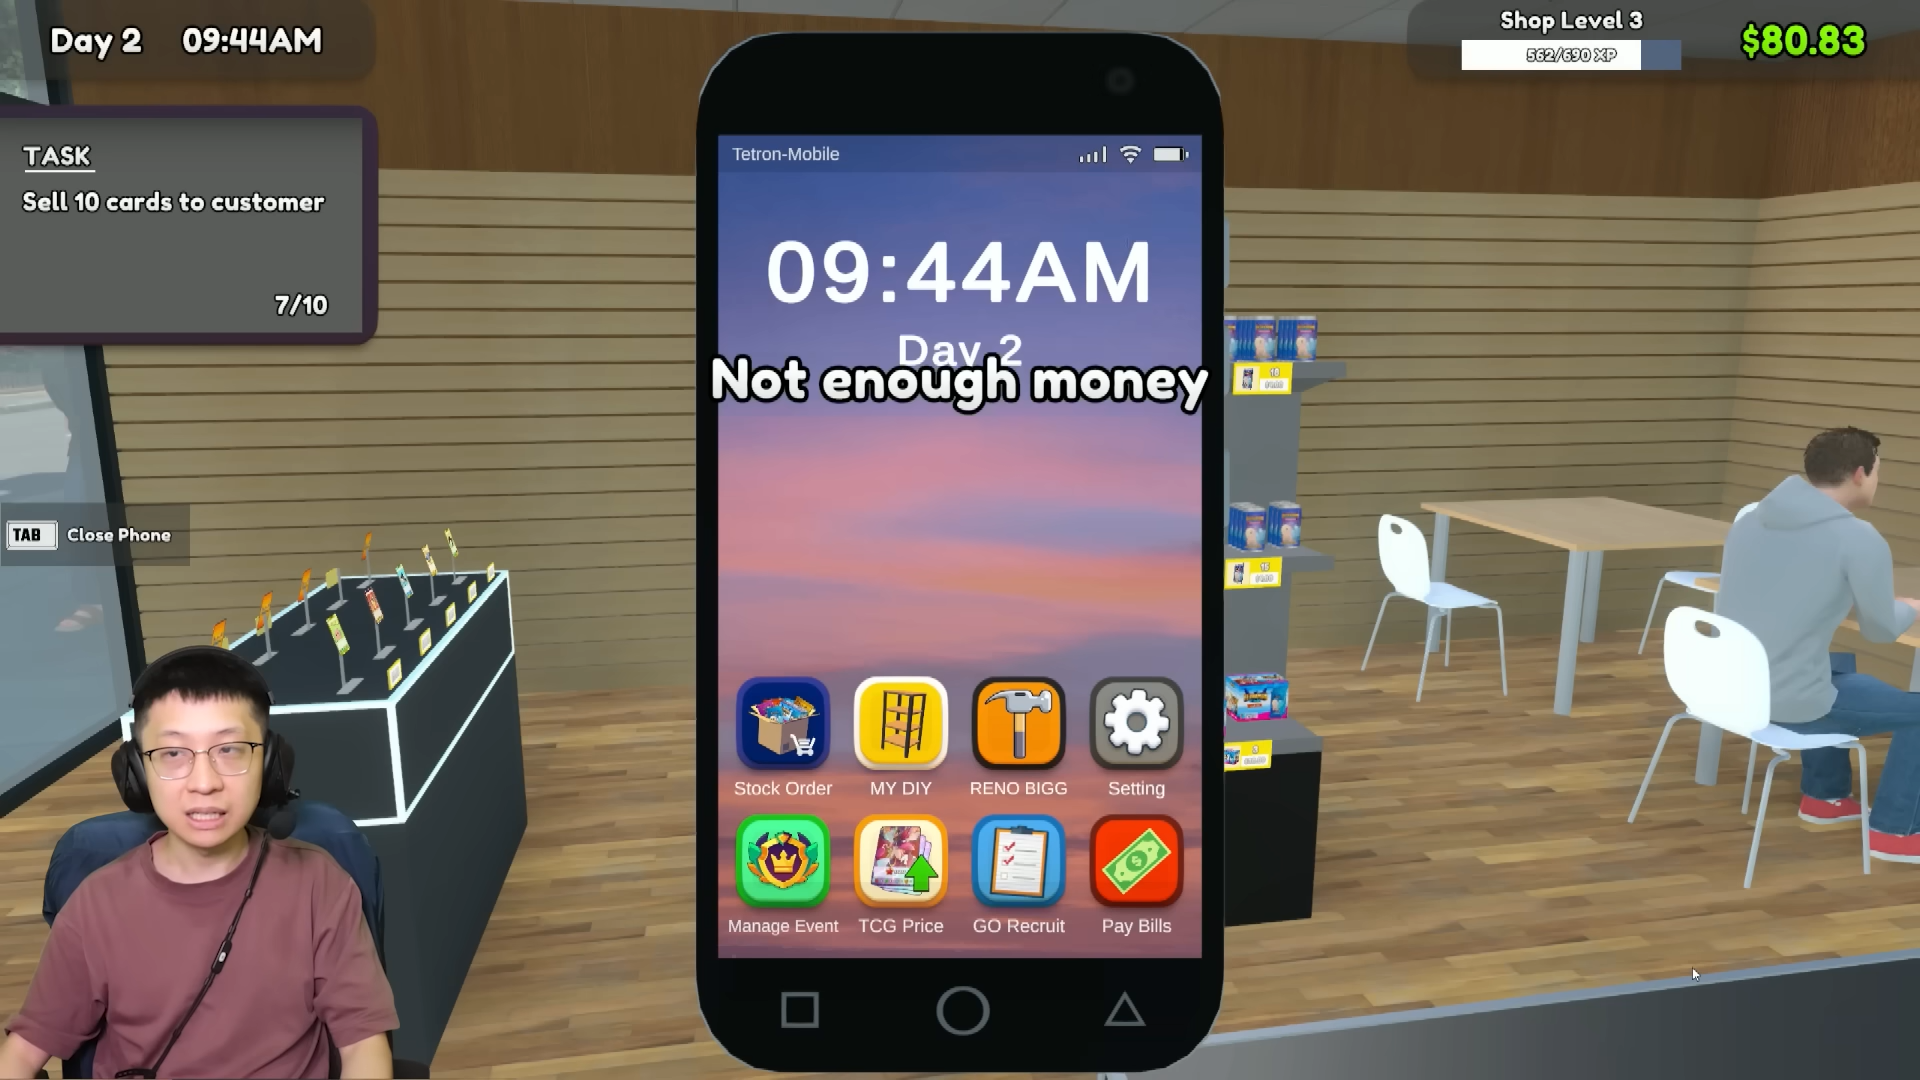 Day 2 09:44AM
Shop Level 3
562/690 XP
$80.83
TASK
Sell 10 cards to customer
7/10
TAB Close Phone
Tetron-Mobile
09:44AM
Day 2
Not enough money
Stock Order MY DIY RENO BIGG Setting
Manage Event TCG Price GO Recruit Pay Bills